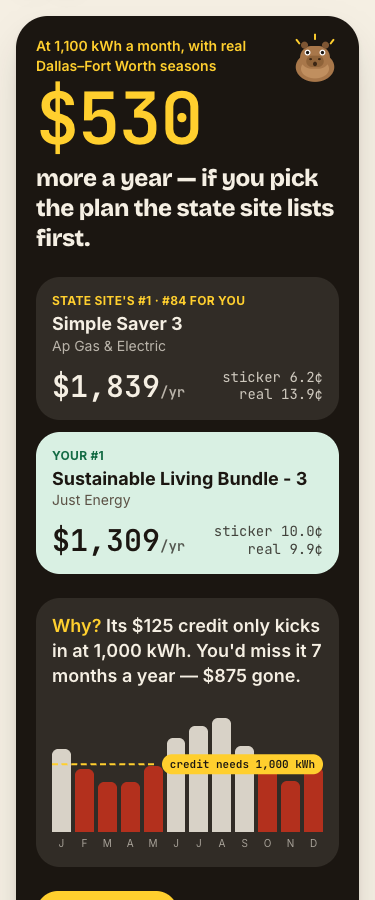 At 1,100 kWh a month, with real
Dallas–Fort Worth seasons
$530
more a year — if you pick
the plan the state site lists
first.
STATE SITE'S #1 · #84 FOR YOU
Simple Saver 3
Ap Gas & Electric
$1,839/yr
sticker 6.2¢
real 13.9¢
YOUR #1
Sustainable Living Bundle - 3
Just Energy
$1,309/yr
sticker 10.0¢
real 9.9¢
Why? Its $125 credit only kicks
in at 1,000 kWh. You'd miss it 7
months a year — $875 gone.
credit needs 1,000 kWh
J F M A M J J A S O N D